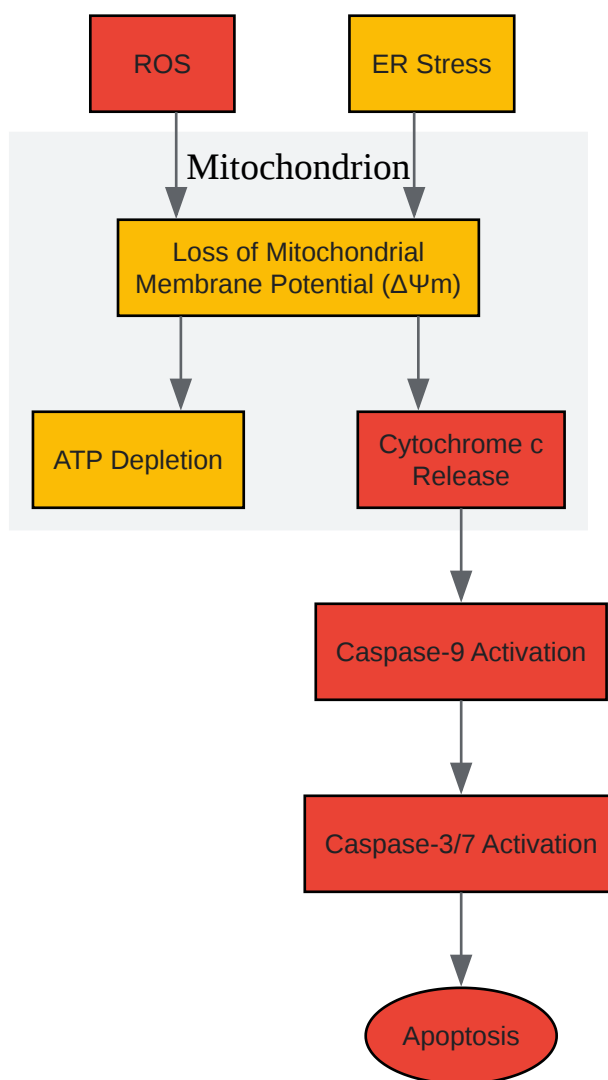 ROS
ER Stress
Mitochondrion
Loss of Mitochondrial
Membrane Potential (ΔΨm)
ATP Depletion
Cytochrome c
Release
Caspase-9 Activation
Caspase-3/7 Activation
Apoptosis